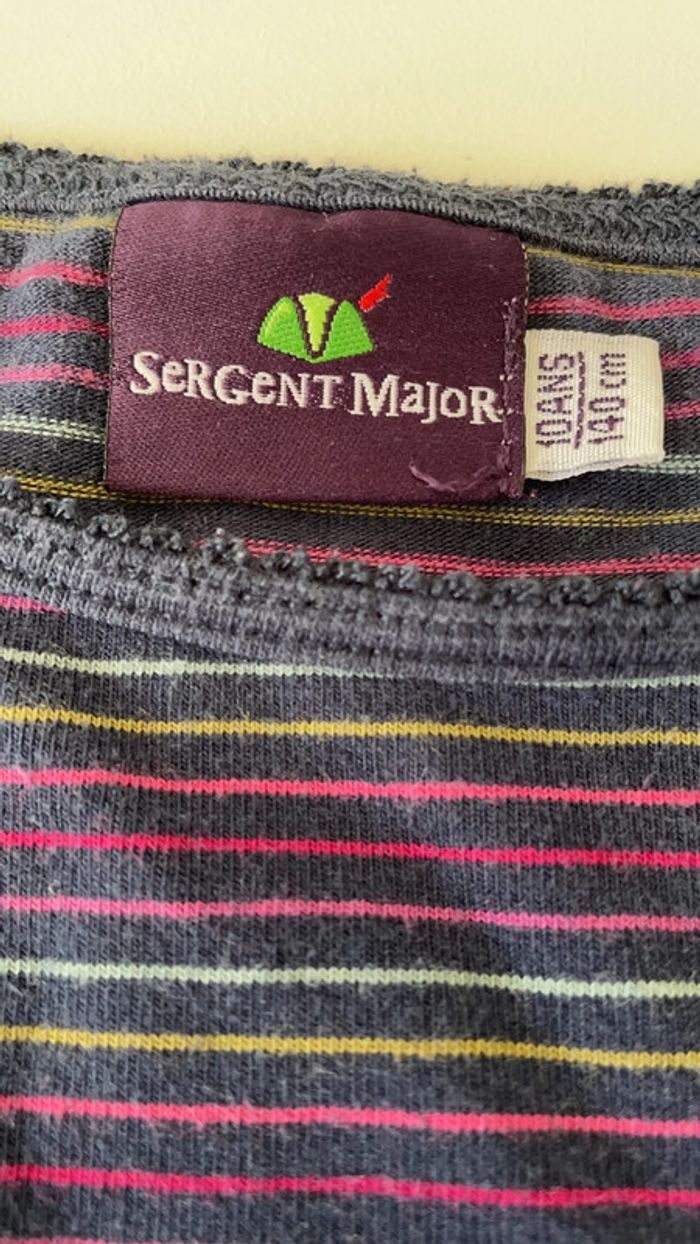 SeRGeNT MaJoR
10ANS
140 cm